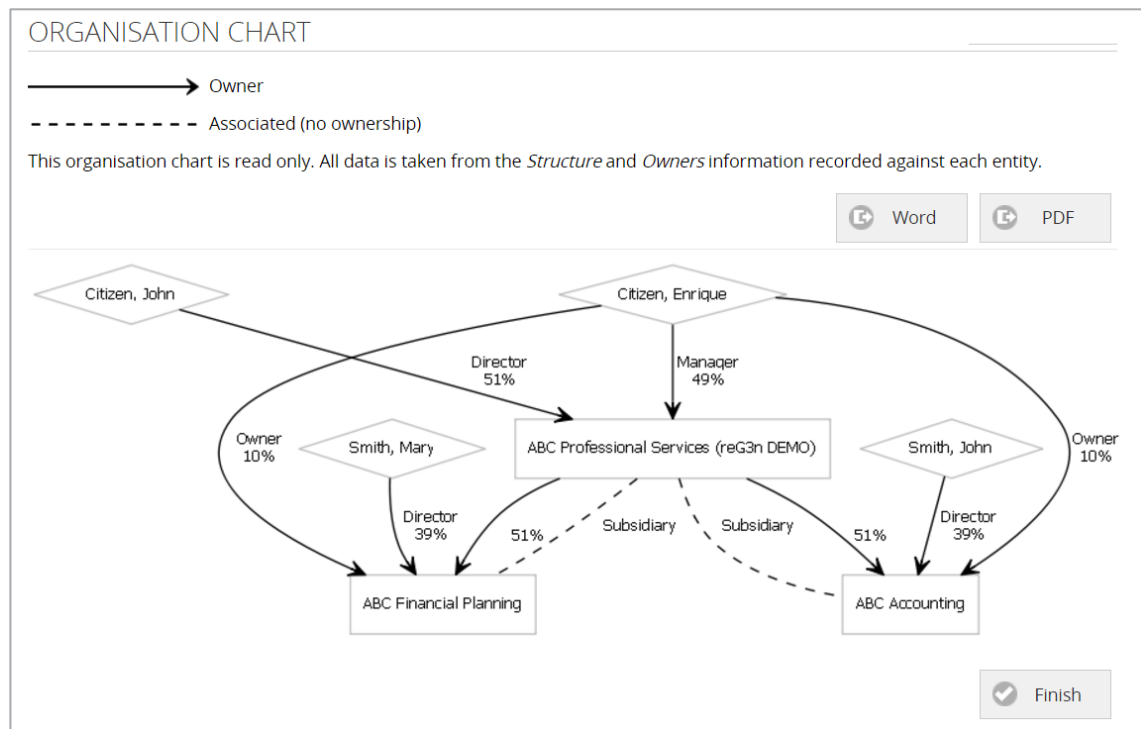 ORGANISATION CHART
Owner
Associated (no ownership)
This organisation chart is read only. All data is taken from the Structure and Owners information recorded against each entity.
Word
PDF
Citizen, John
Citizen, Enrique
Director
51%
Manager
49%
Owner
10%
Smith, Mary
ABC Professional Services (reG3n DEMO)
Smith, John
Owner
10%
Director
39%
51%
Subsidiary
Subsidiary
51%
Director
39%
ABC Financial Planning
ABC Accounting
Finish